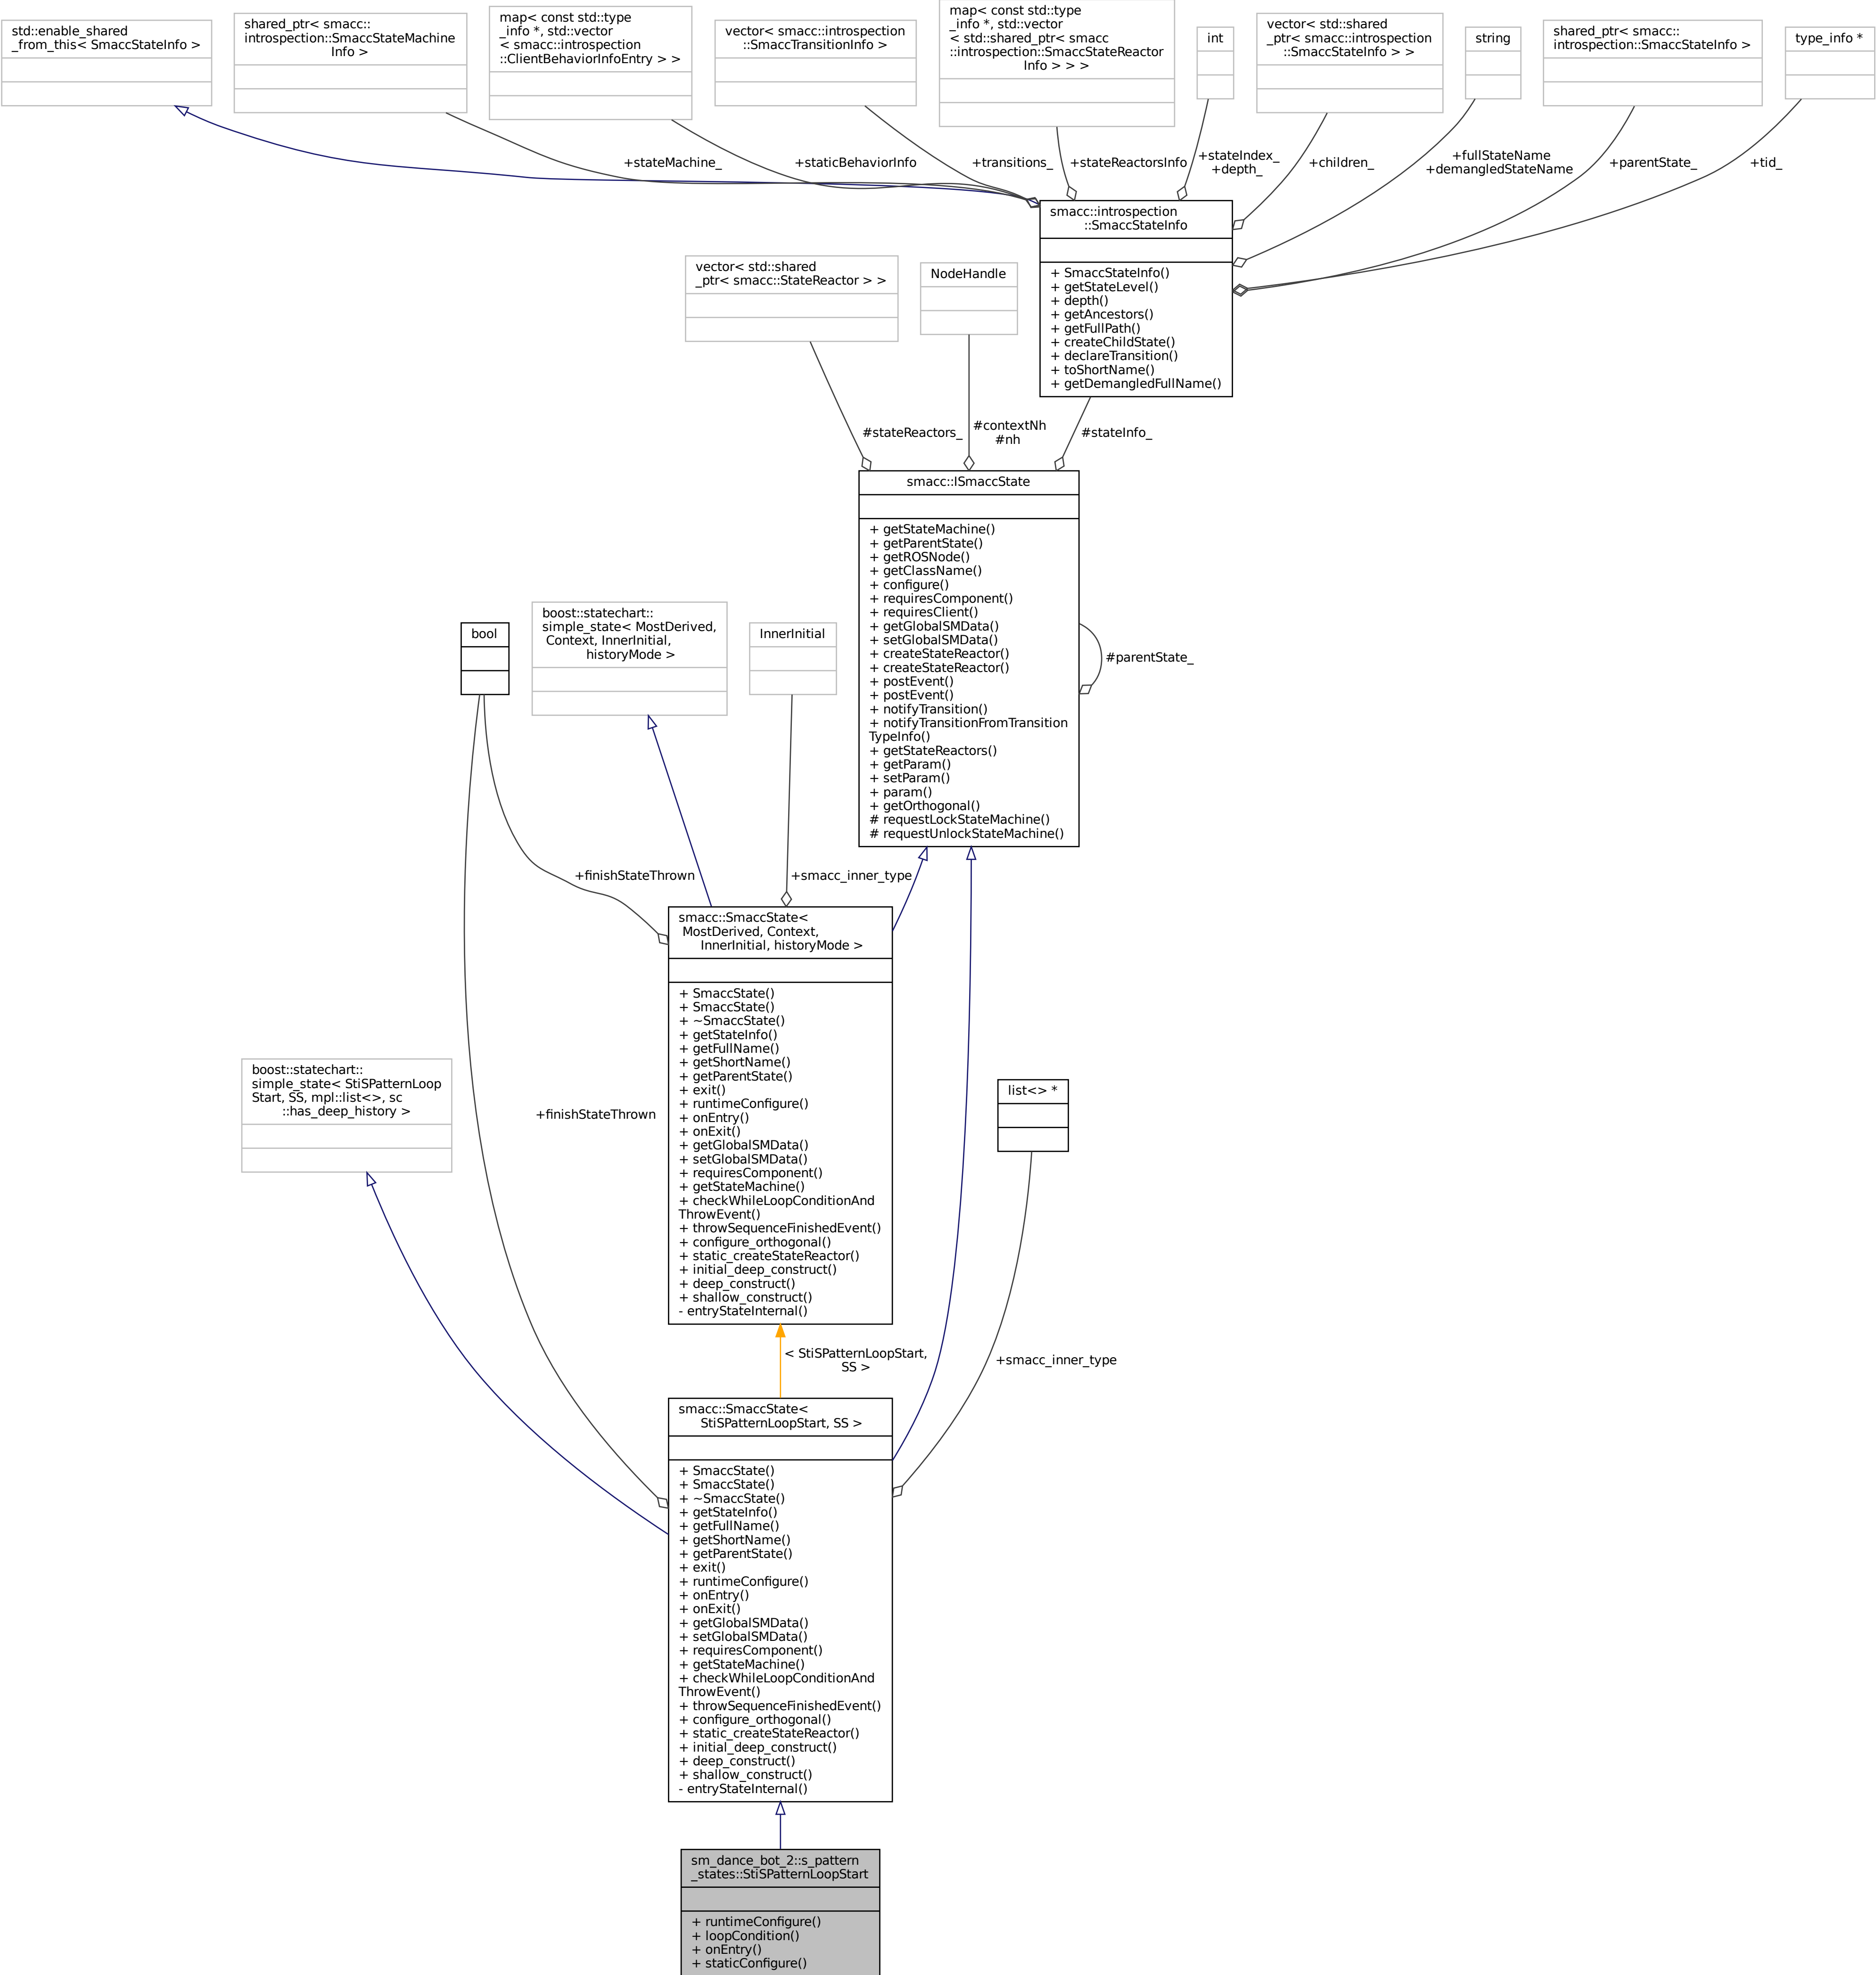 std::enable_shared
_from_this< SmaccStateInfo >
shared_ptr< smacc::
introspection::SmaccStateMachine
Info >
map< const std::type
_info *, std::vector
< smacc::introspection
::ClientBehaviorInfoEntry > >
vector< smacc::introspection
::SmaccTransitionInfo >
map< const std::type
_info *, std::vector
< std::shared_ptr< smacc
::introspection::SmaccStateReactor
Info > > >
int
vector< std::shared
_ptr< smacc::introspection
::SmaccStateInfo > >
string
shared_ptr< smacc::
introspection::SmaccStateInfo >
type_info *
+stateMachine_
+staticBehaviorInfo
+transitions_
+stateReactorsInfo
+stateIndex_
+depth_
+children_
+fullStateName
+demangledStateName
+parentState_
+tid_
smacc::introspection
::SmaccStateInfo
+ SmaccStateInfo()
+ getStateLevel()
+ depth()
+ getAncestors()
+ getFullPath()
+ createChildState()
+ declareTransition()
+ toShortName()
+ getDemangledFullName()
vector< std::shared
_ptr< smacc::StateReactor > >
NodeHandle
#stateReactors_
#contextNh
#nh
#stateInfo_
smacc::ISmaccState
+ getStateMachine()
+ getParentState()
+ getROSNode()
+ getClassName()
+ configure()
+ requiresComponent()
+ requiresClient()
+ getGlobalSMData()
+ setGlobalSMData()
+ createStateReactor()
+ createStateReactor()
+ postEvent()
+ postEvent()
+ notifyTransition()
+ notifyTransitionFromTransition
TypeInfo()
+ getStateReactors()
+ getParam()
+ setParam()
+ param()
+ getOrthogonal()
# requestLockStateMachine()
# requestUnlockStateMachine()
#parentState_
bool
boost::statechart::
simple_state< MostDerived,
Context, InnerInitial,
historyMode >
InnerInitial
+finishStateThrown
+smacc_inner_type
smacc::SmaccState<
MostDerived, Context,
InnerInitial, historyMode >
+ SmaccState()
+ SmaccState()
+ ~SmaccState()
+ getStateInfo()
+ getFullName()
+ getShortName()
+ getParentState()
+ exit()
+ runtimeConfigure()
+ onEntry()
+ onExit()
+ getGlobalSMData()
+ setGlobalSMData()
+ requiresComponent()
+ getStateMachine()
+ checkWhileLoopConditionAnd
ThrowEvent()
+ throwSequenceFinishedEvent()
+ configure_orthogonal()
+ static_createStateReactor()
+ initial_deep_construct()
+ deep_construct()
+ shallow_construct()
- entryStateInternal()
boost::statechart::
simple_state< StiSPatternLoop
Start, SS, mpl::list<>, sc
::has_deep_history >
+finishStateThrown
list<> *
< StiSPatternLoopStart,
SS >
+smacc_inner_type
smacc::SmaccState<
StiSPatternLoopStart, SS >
+ SmaccState()
+ SmaccState()
+ ~SmaccState()
+ getStateInfo()
+ getFullName()
+ getShortName()
+ getParentState()
+ exit()
+ runtimeConfigure()
+ onEntry()
+ onExit()
+ getGlobalSMData()
+ setGlobalSMData()
+ requiresComponent()
+ getStateMachine()
+ checkWhileLoopConditionAnd
ThrowEvent()
+ throwSequenceFinishedEvent()
+ configure_orthogonal()
+ static_createStateReactor()
+ initial_deep_construct()
+ deep_construct()
+ shallow_construct()
- entryStateInternal()
sm_dance_bot_2::s_pattern
_states::StiSPatternLoopStart
+ runtimeConfigure()
+ loopCondition()
+ onEntry()
+ staticConfigure()